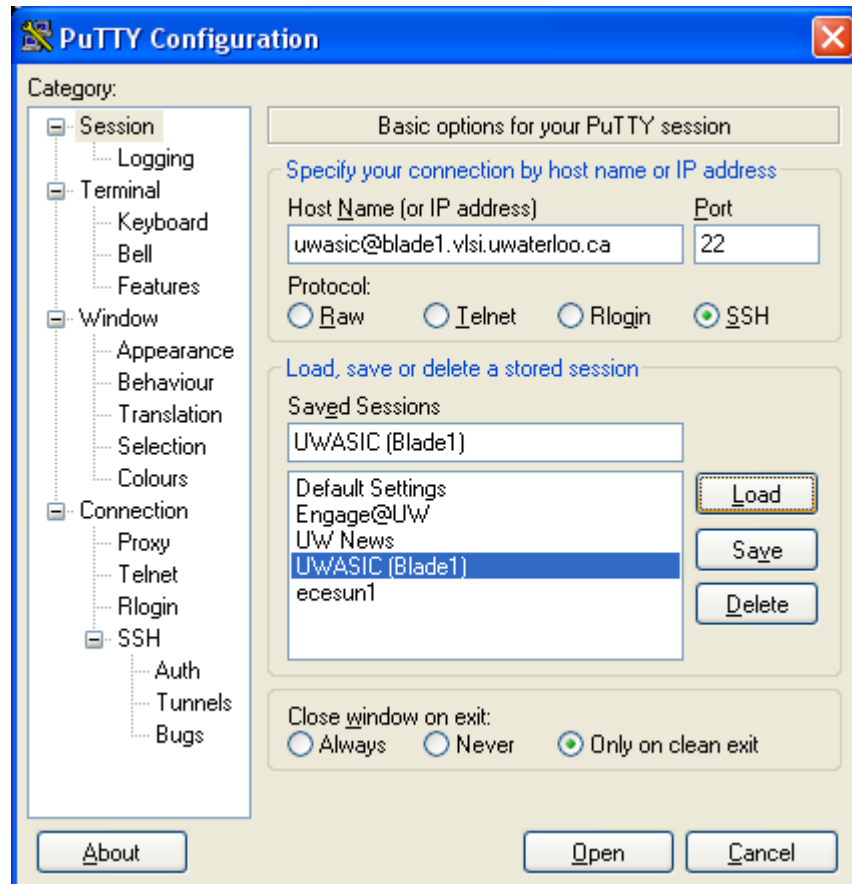 PuTTY Configuration
Category:
Session
Logging
Terminal
Keyboard
Bell
Features
Window
Appearance
Behaviour
Translation
Selection
Colours
Connection
Proxy
Telnet
Rlogin
SSH
Auth
Tunnels
Bugs
Basic options for your PuTTY session
Specify your connection by host name or IP address
Host Name (or IP address) Port
uwasic@blade1.vlsi.uwaterloo.ca 22
Protocol:
Raw Telnet Rlogin SSH
Load, save or delete a stored session
Saved Sessions
UWASIC (Blade1)
Default Settings
Engage@UW
UW News
UWASIC (Blade1)
ecesun1
Load
Save
Delete
Close window on exit:
Always Never Only on clean exit
About Open Cancel